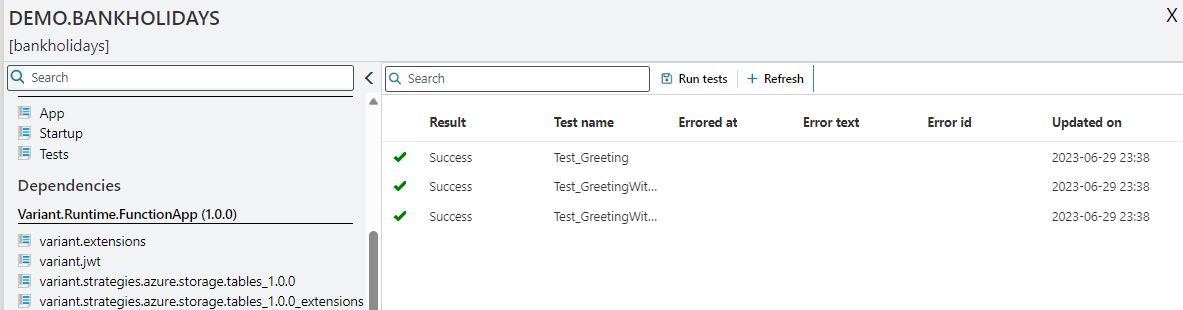 DEMO.BANKHOLIDAYS
X
[bankholidays]
Search
App
Startup
Tests
Dependencies
Variant.Runtime.FunctionApp (1.0.0)
variant.extensions
variant.jwt
variant.strategies.azure.storage.tables_1.0.0
variant.strategies.azure.storage.tables_1.0.0_extensions
Search Run tests Refresh
Result Test name Errored at Error text Error id Updated on
Success Test_Greeting 2023-06-29 23:38
Success Test_GreetingWit... 2023-06-29 23:38
Success Test_GreetingWit... 2023-06-29 23:38